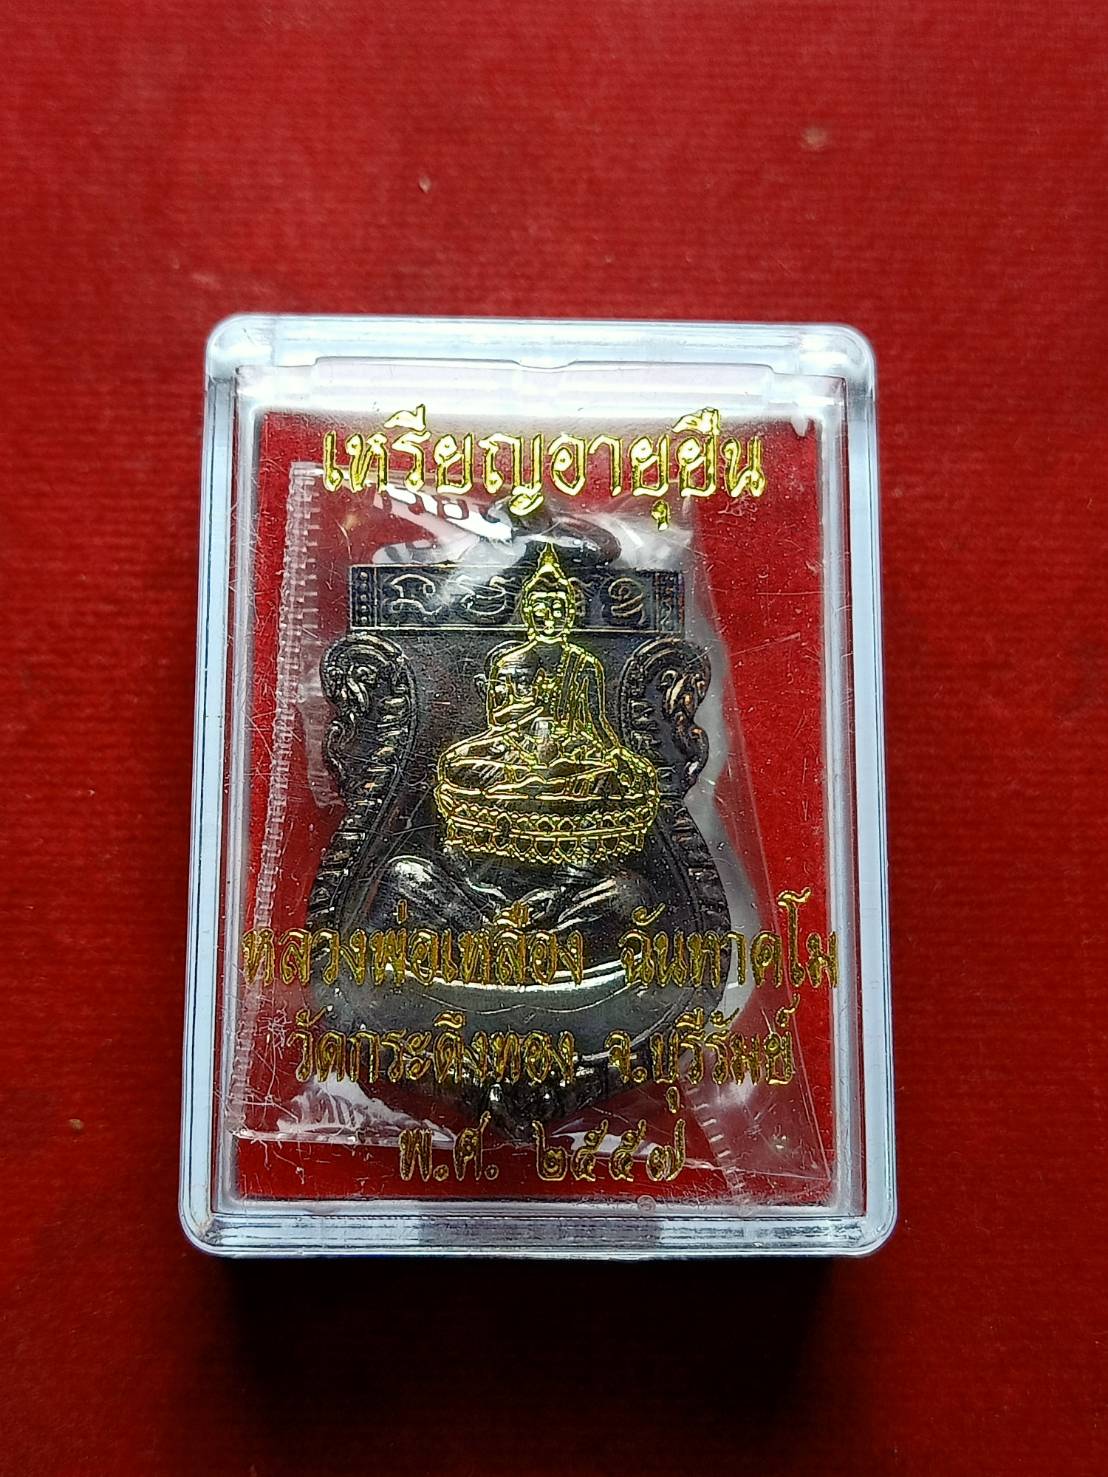 เหรียญอายุยืน
หลวงพ่อเหลือง ฉันทาคโม
วัดกระดึงทอง จ.บุรีรัมย์
พ.ศ. ๒๕๕๗